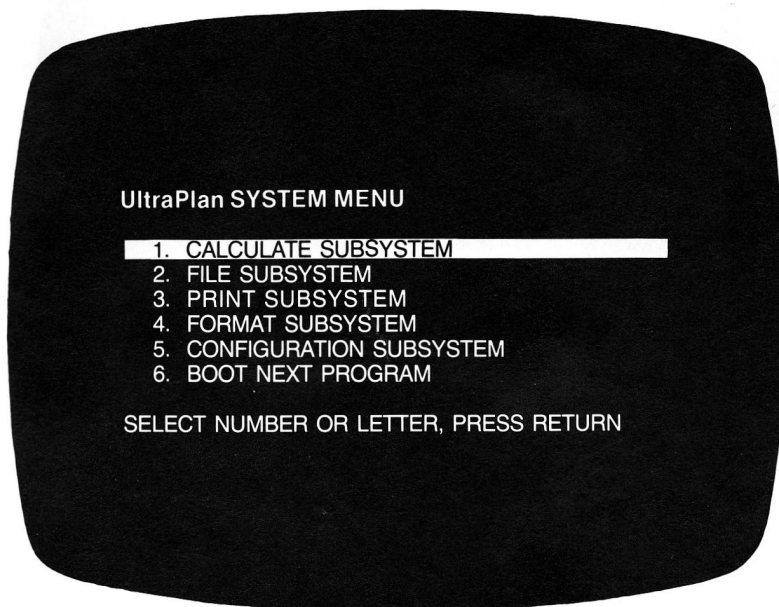 UltraPlan SYSTEM MENU
1. CALCULATE SUBSYSTEM
2. FILE SUBSYSTEM
3. PRINT SUBSYSTEM
4. FORMAT SUBSYSTEM
5. CONFIGURATION SUBSYSTEM
6. BOOT NEXT PROGRAM
SELECT NUMBER OR LETTER, PRESS RETURN